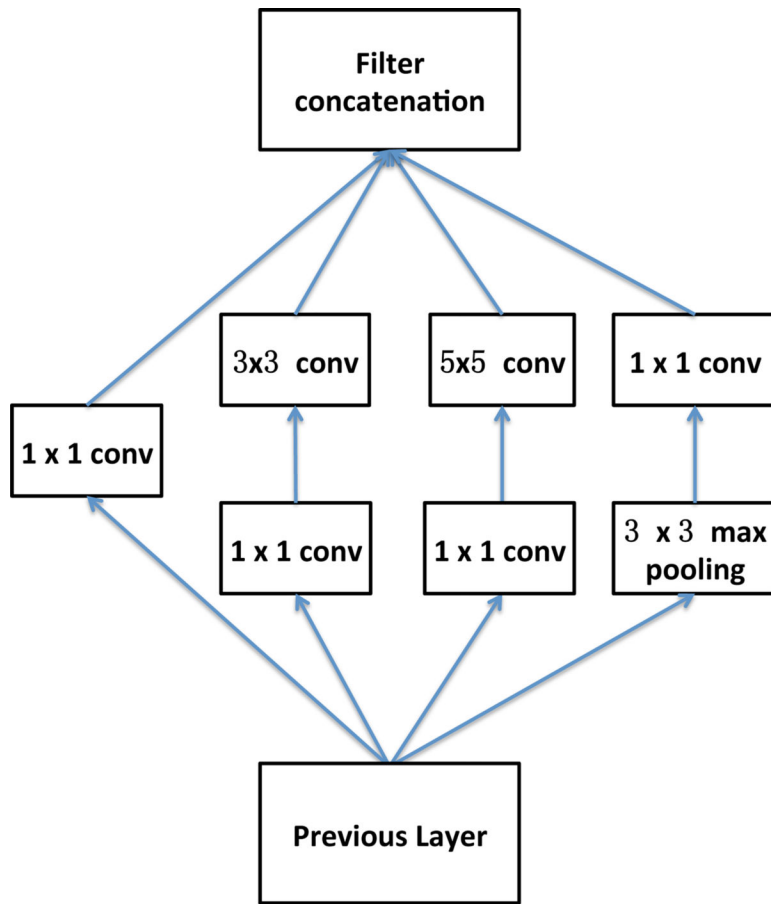 Filter
concatenation
3x3 conv
5x5 conv
1 x 1 conv
1 x 1 conv
1 x 1 conv
1 x 1 conv
3 x 3 max
pooling
Previous Layer